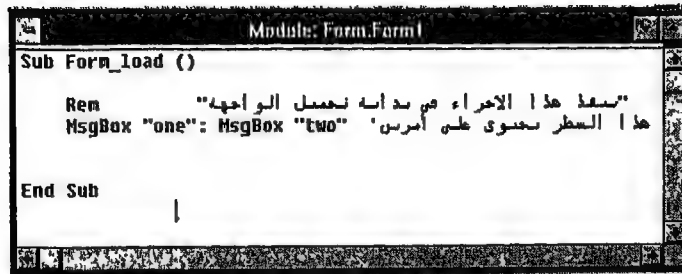 Module: Form.Form1
Sub Form_load ()
Rem "ينفذ هذا الاجراء في بداية تحميل الواجهة"
MsgBox "one": MsgBox "two" 'هذا السطر يحتوى على أمرين
End Sub